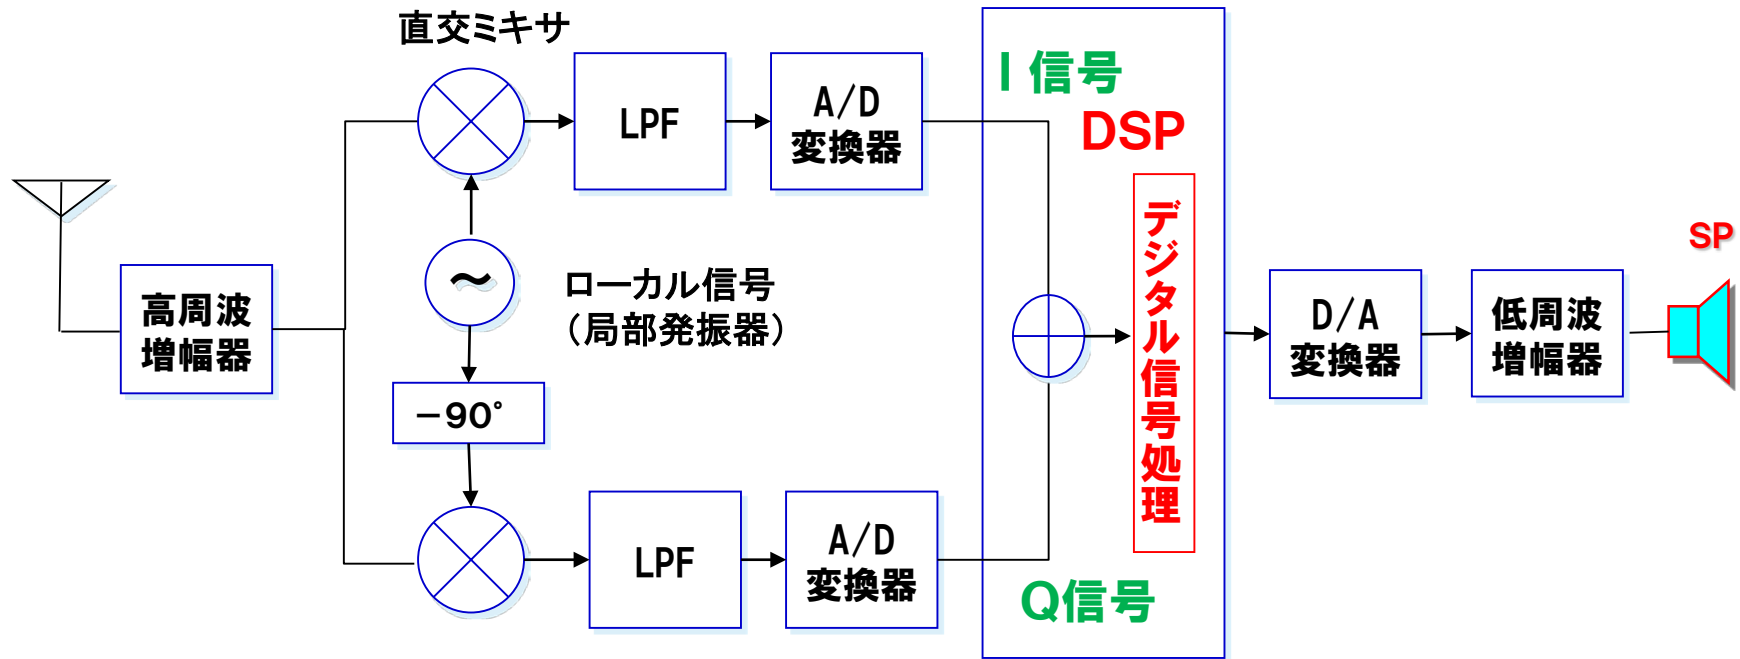 直交ミキサ
LPF
A/D
変換器
I 信号
DSP
デジタル信号処理
高周波
増幅器
～
ローカル信号
（局部発振器）
－90°
LPF
A/D
変換器
Q信号
D/A
変換器
低周波
増幅器
SP